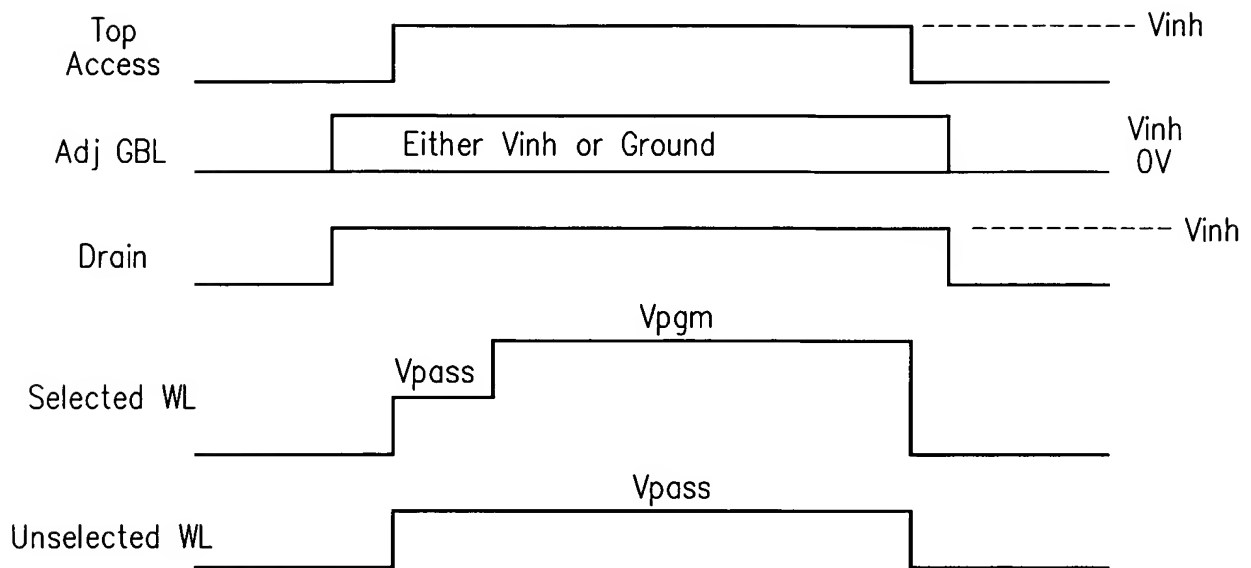 Top
Access
Vinh
Adj GBL
Either Vinh or Ground
Vinh
0V
Drain
Vinh
Selected WL
Vpass
Vpgm
Unselected WL
Vpass